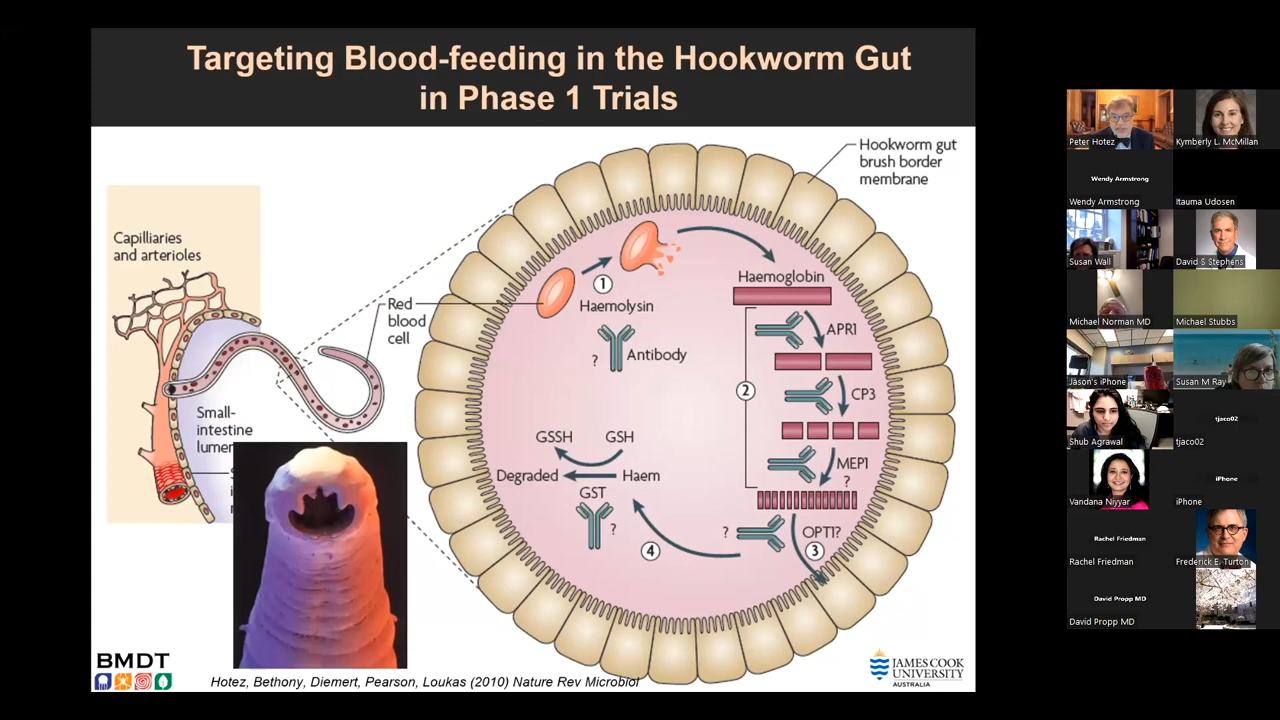 Targeting Blood-feeding in the Hookworm Gut
in Phase 1 Trials
Hookworm gut
brush border
membrane
Capilliaries
and arterioles
Red
blood
cell
Small-
intestine
lumen
1
Haemolysin
?
Antibody
Haemoglobin
APR1
2
CP3
MEP1
?
?
OPT1?
3
GSSH
GSH
Degraded
Haem
GST
?
4
BMDT
Hotez, Bethony, Diemert, Pearson, Loukas (2010) Nature Rev Microbiol
JAMES COOK
UNIVERSITY
AUSTRALIA
Peter Hotez
Kymberly L. McMillan
Wendy Armstrong
Wendy Armstrong
Itauma Udosen
Susan Wall
David S Stephens
Michael Norman MD
Michael Stubbs
Jason's iPhone
Susan M Ray
Shub Agrawal
tjaco02
tjaco02
Vandana Niyyar
iPhone
iPhone
Rachel Friedman
Rachel Friedman
Frederick E. Turton
David Propp MD
David Propp MD